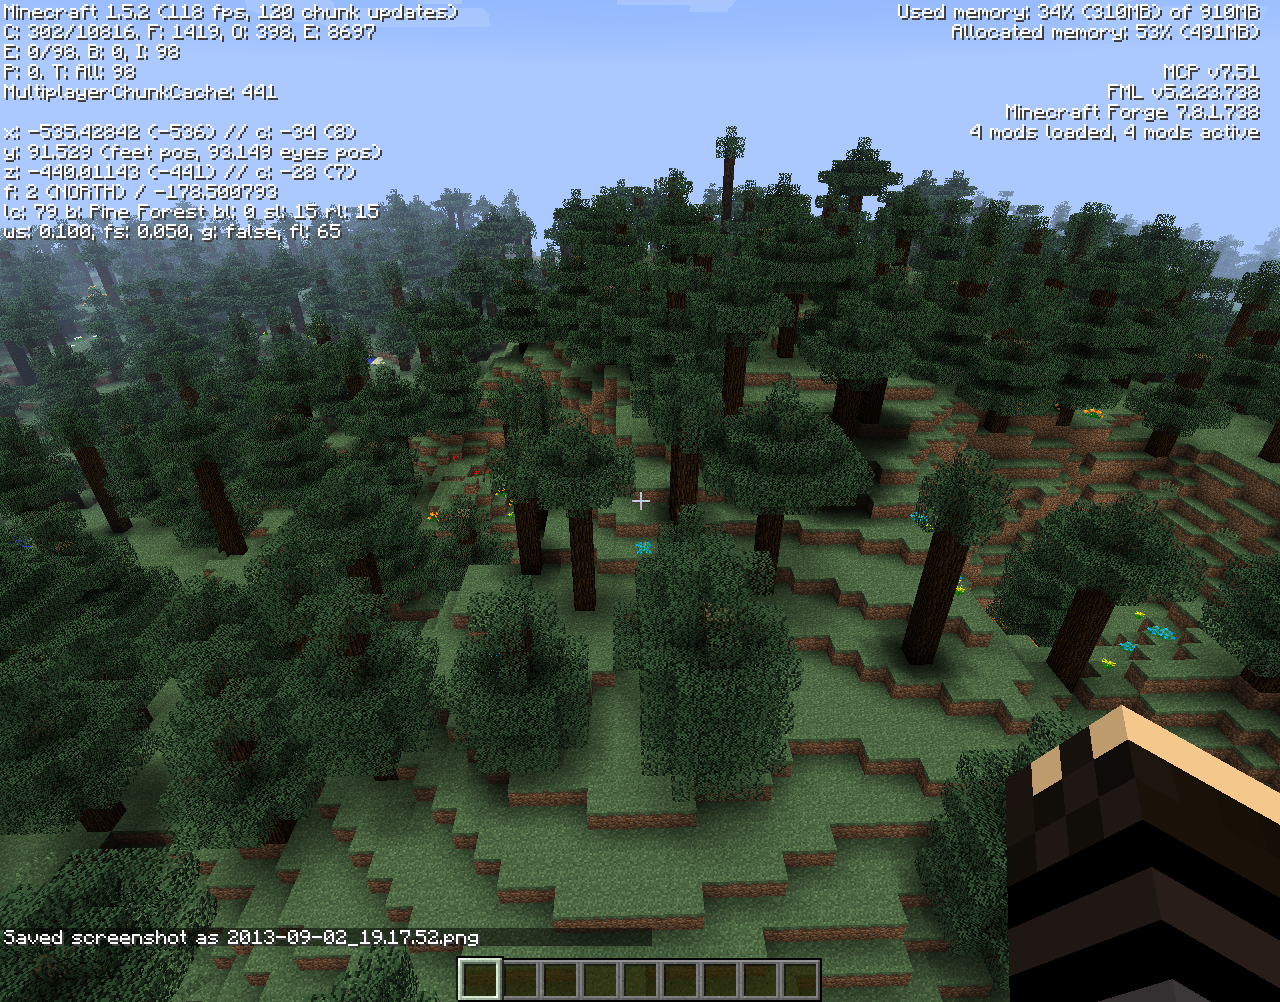 Minecraft 1.5.2 (118 fps, 120 chunk updates)
C: 302/10816. F: 1419, O: 398, E: 8697
E: 0/98. B: 0, I: 98
P: 0. T: All: 98
MultiplayerChunkCache: 441
x: -535.42842 (-536) // c: -34 (8)
y: 91.529 (feet pos, 93.149 eyes pos)
z: -440.01143 (-441) // c: -28 (7)
f: 2 (NORTH) / -178.500793
lc: 79 b: Pine Forest bl: 0 sl: 15 rl: 15
ws: 0.100, fs: 0.050, g: false, fl: 65
Used memory: 34% (310MB) of 910MB
Allocated memory: 53% (491MB)
MCP v7.51
FML v5.2.23.738
Minecraft Forge 7.8.1.738
4 mods loaded, 4 mods active
Saved screenshot as 2013-09-02_19.17.52.png